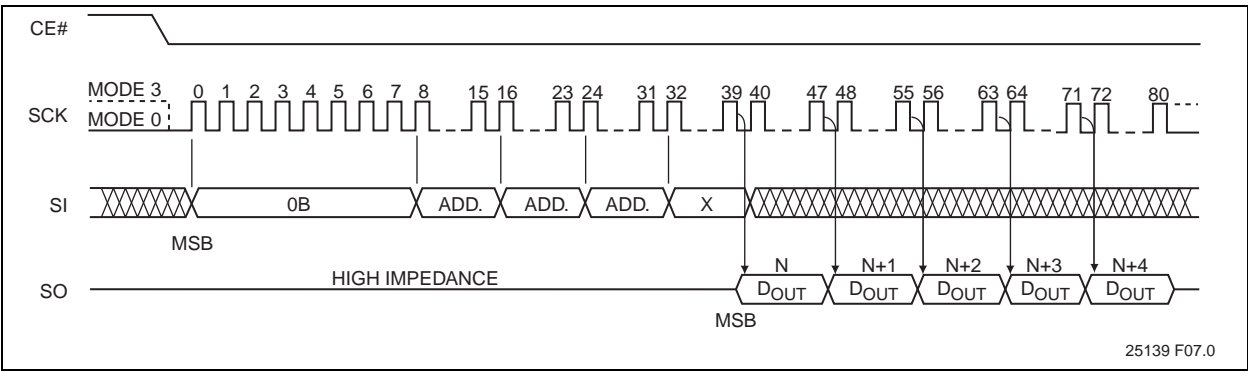 CE#
MODE 3 0 1 2 3 4 5 6 7 8 15 16 23 24 31 32 39 40 47 48 55 56 63 64 71 72 80
SCK
MODE 0
SI 0B ADD. ADD. ADD. X
MSB
N N+1 N+2 N+3 N+4
HIGH IMPEDANCE
SO DOUT DOUT DOUT DOUT DOUT
MSB
25139 F07.0